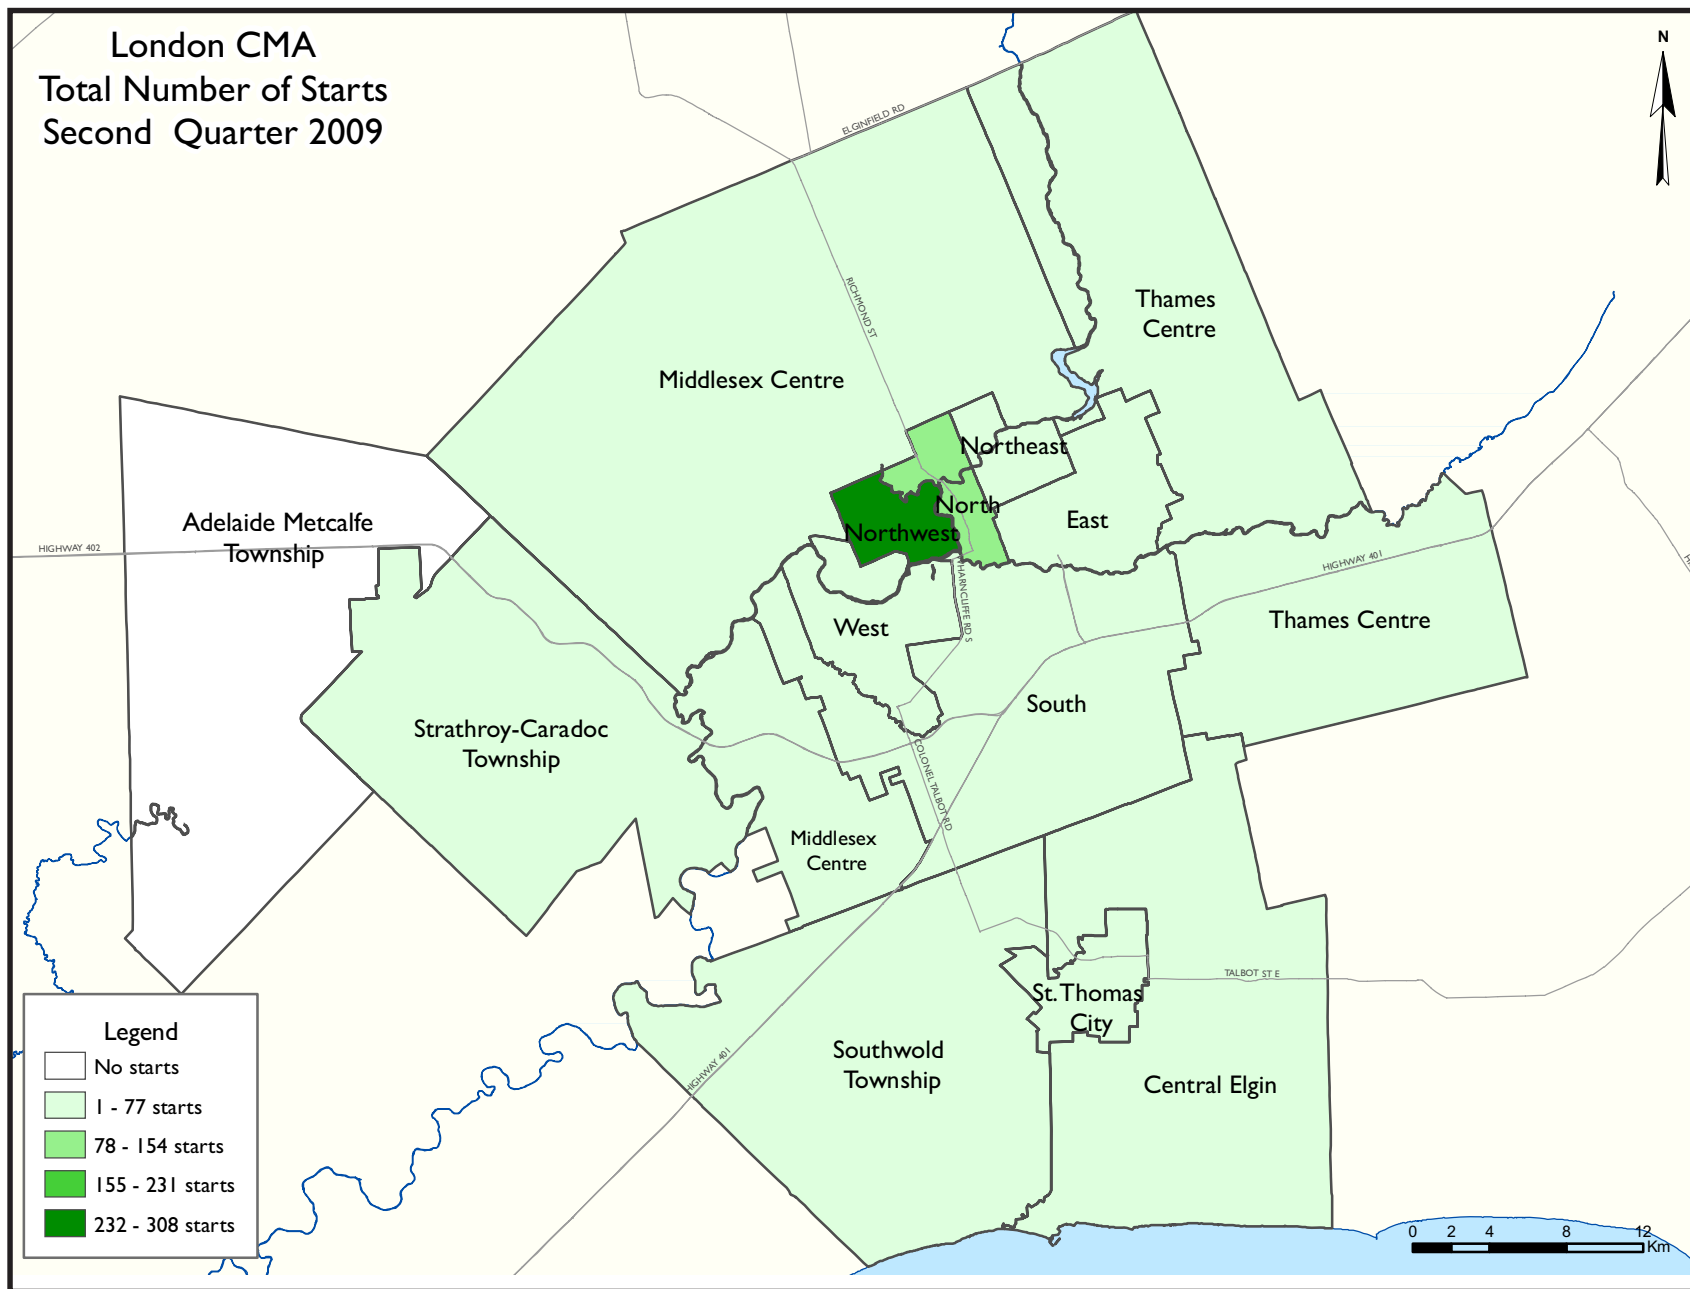 London CMA
Total Number of Starts
Second Quarter 2009
N
ELGINFIELD RD
RICHMOND ST
Thames
Centre
Middlesex Centre
Northeast
North
Northwest
East
Adelaide Metcalfe
Township
HIGHWAY 402
HIGHWAY 401
WHARNCLIFFE RD S
West
Thames Centre
South
Strathroy-Caradoc
Township
COLONEL TALBOT RD
Middlesex
Centre
TALBOT ST E
St. Thomas
City
Southwold
Township
HIGHWAY 401
Central Elgin
Legend
No starts
1 - 77 starts
78 - 154 starts
155 - 231 starts
232 - 308 starts
0 2 4 8 12
Km